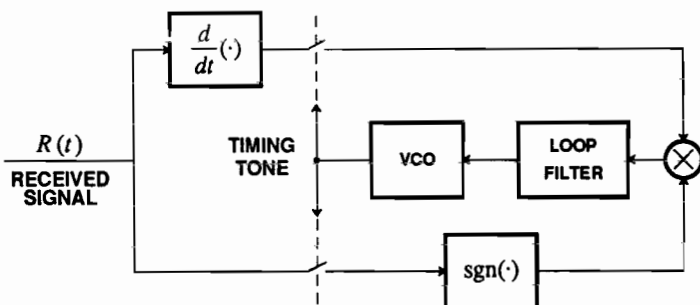 d
dt
(·)
R(t)
RECEIVED
SIGNAL
TIMING
TONE
VCO
LOOP
FILTER
sgn(·)